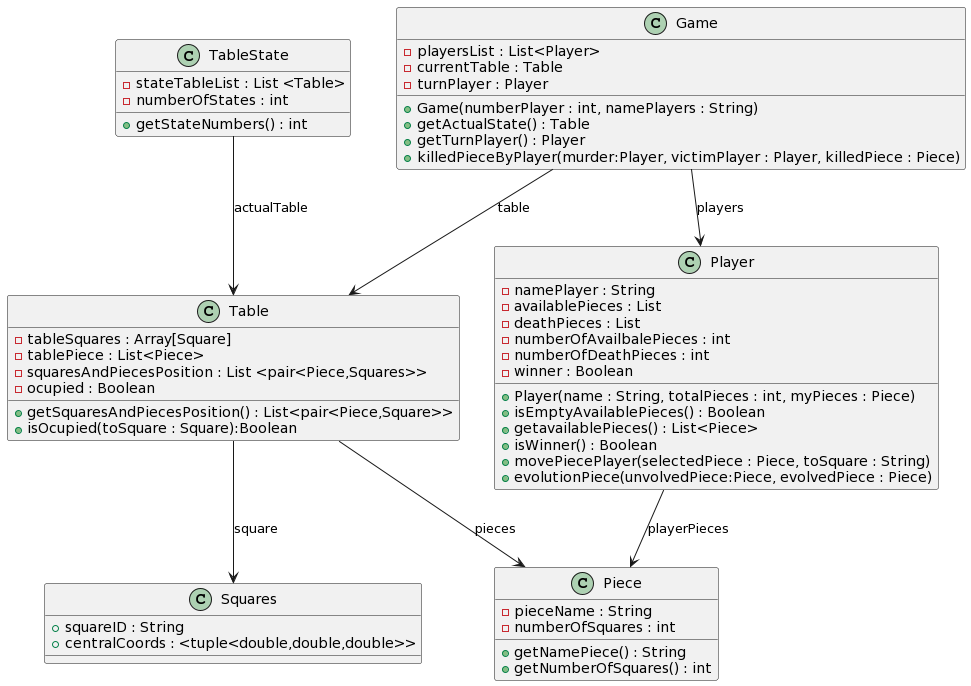 C TableState
stateTableList : List <Table>
numberOfStates : int
getStateNumbers() : int
C Game
playersList : List<Player>
currentTable : Table
turnPlayer : Player
Game(numberPlayer : int, namePlayers : String)
getActualState() : Table
getTurnPlayer() : Player
killedPieceByPlayer(murder:Player, victimPlayer : Player, killedPiece : Piece)
actualTable
table
players
C Table
tableSquares : Array[Square]
tablePiece : List<Piece>
squaresAndPiecesPosition : List <pair<Piece,Squares>>
ocupied : Boolean
getSquaresAndPiecesPosition() : List<pair<Piece,Square>>
isOcupied(toSquare : Square):Boolean
C Player
namePlayer : String
availablePieces : List
deathPieces : List
numberOfAvailbalePieces : int
numberOfDeathPieces : int
winner : Boolean
Player(name : String, totalPieces : int, myPieces : Piece)
isEmptyAvailablePieces() : Boolean
getavailablePieces() : List<Piece>
isWinner() : Boolean
movePiecePlayer(selectedPiece : Piece, toSquare : String)
evolutionPiece(unvolvedPiece:Piece, evolvedPiece : Piece)
square
pieces
playerPieces
C Squares
squareID : String
centralCoords : <tuple<double,double,double>>
C Piece
pieceName : String
numberOfSquares : int
getNamePiece() : String
getNumberOfSquares() : int